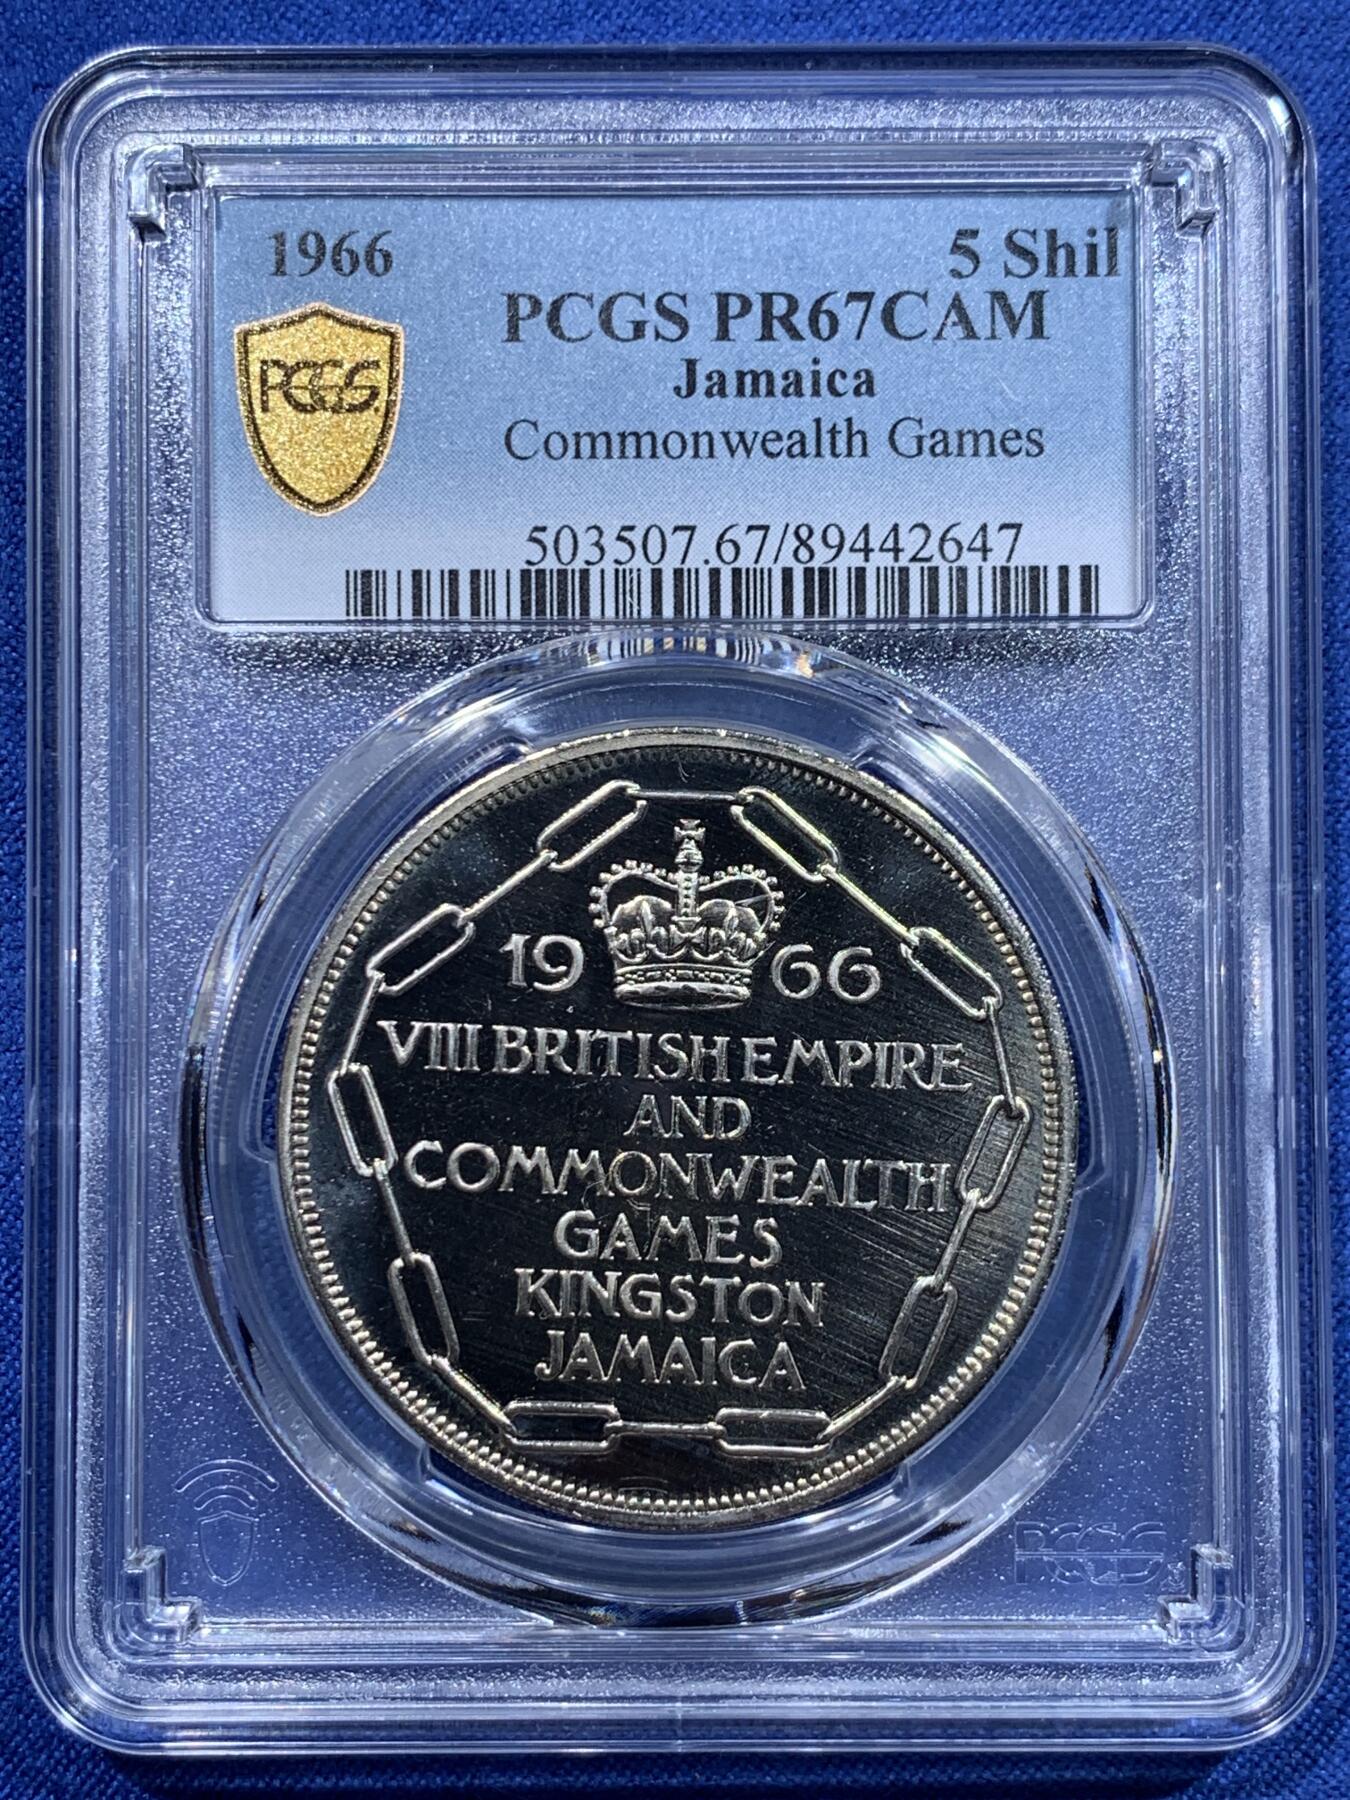 1966 5 Shil
PCGS PR67CAM
Jamaica
Commonwealth Games
PCGS
503507.67/89442647
19 66
VIII BRITISH EMPIRE
AND
COMMONWEALTH
GAMES
KINGSTON
JAMAICA
PCGS